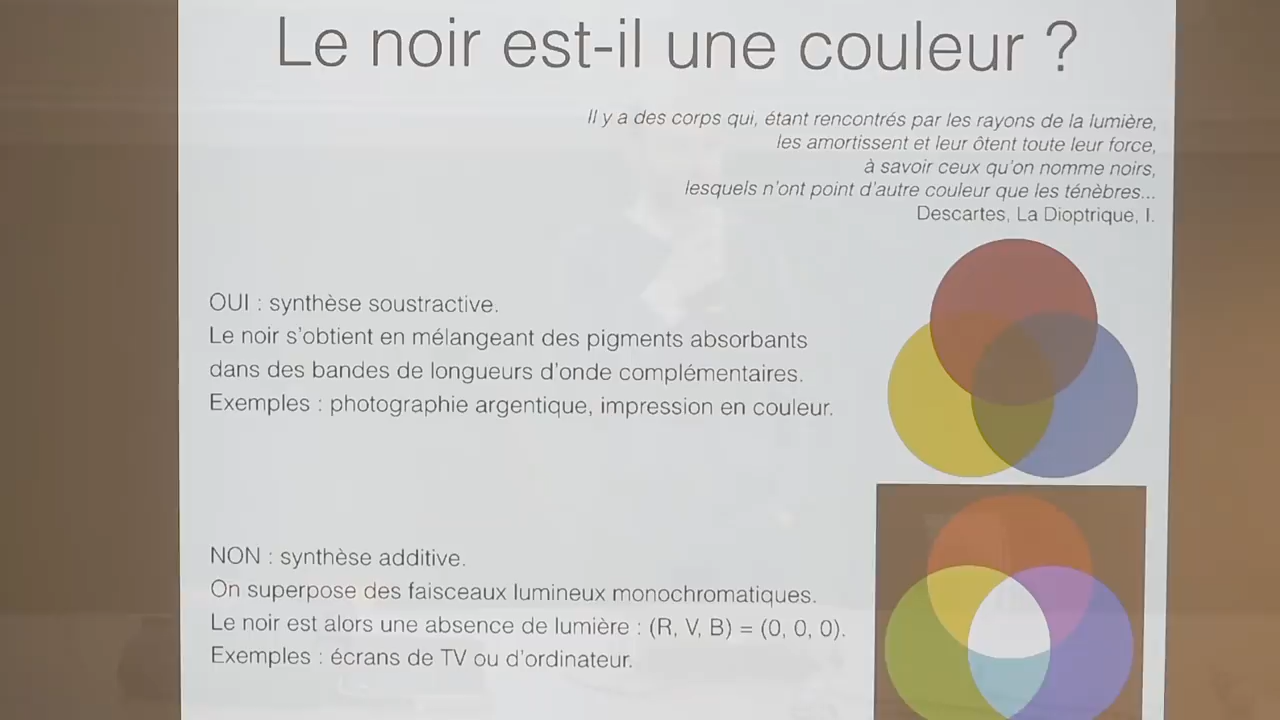 Le noir est-il une couleur ?
Il y a des corps qui, étant rencontrés par les rayons de la lumière,
les amortissent et leur ôtent toute leur force,
à savoir ceux qu'on nomme noirs,
lesquels n'ont point d'autre couleur que les ténèbres...
Descartes, La Dioptrique, I.
OUI : synthèse soustractive.
Le noir s'obtient en mélangeant des pigments absorbants
dans des bandes de longueurs d'onde complémentaires.
Exemples : photographie argentique, impression en couleur.
NON : synthèse additive.
On superpose des faisceaux lumineux monochromatiques.
Le noir est alors une absence de lumière : (R, V, B) = (0, 0, 0).
Exemples : écrans de TV ou d'ordinateur.